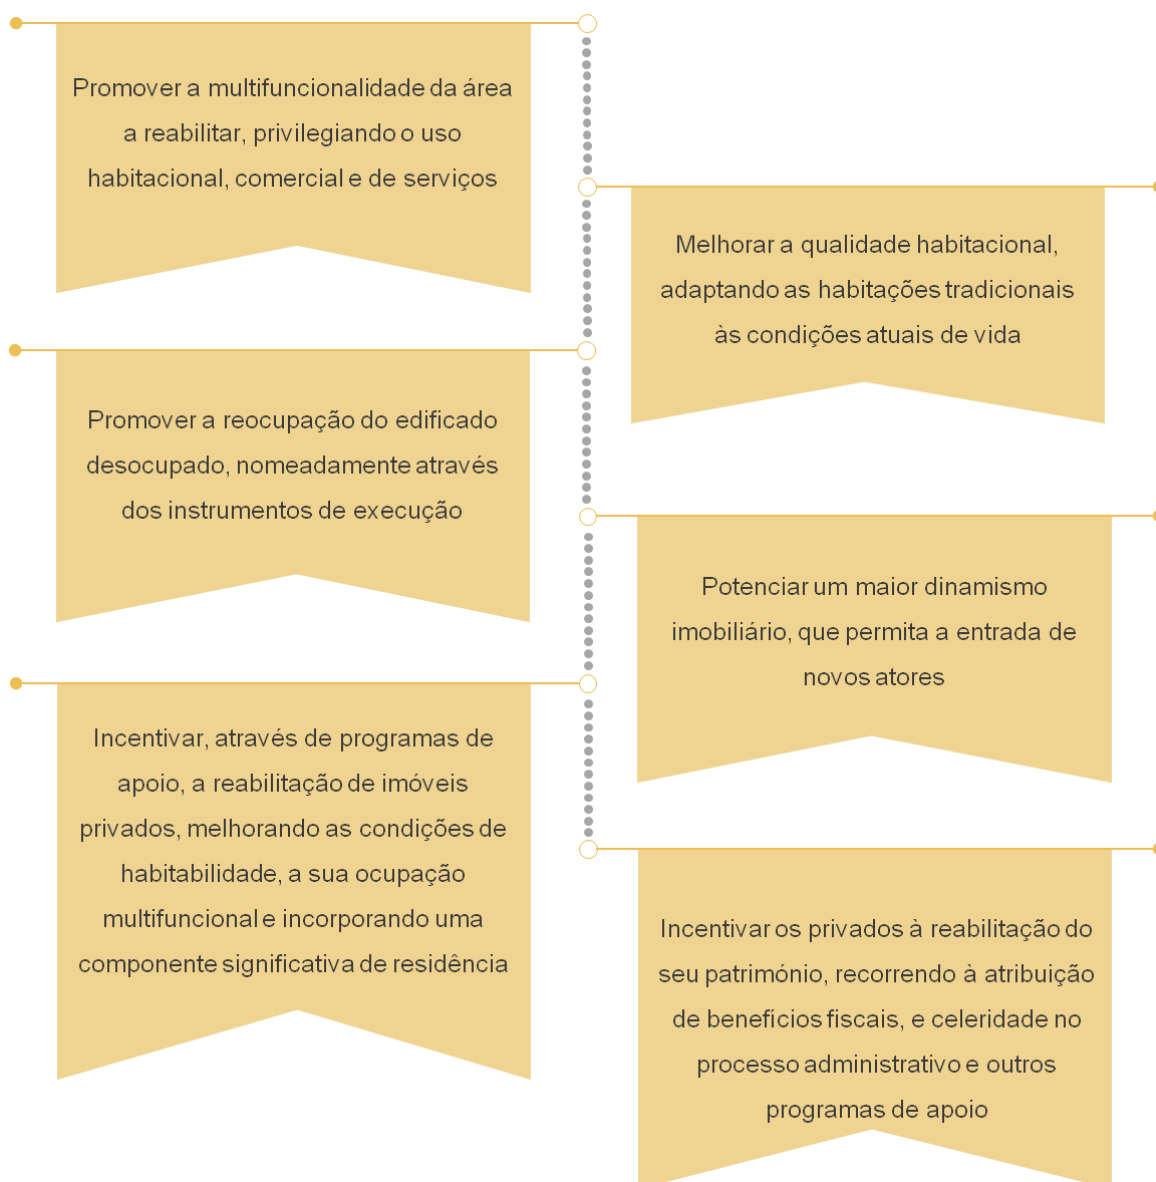 Promover a multifuncionalidade da área
a reabilitar, privilegiando o uso
habitacional, comercial e de serviços
Melhorar a qualidade habitacional,
adaptando as habitações tradicionais
às condições atuais de vida
Promover a reocupação do edificado
desocupado, nomeadamente através
dos instrumentos de execução
Potenciar um maior dinamismo
imobiliário, que permita a entrada de
novos atores
Incentivar, através de programas de
apoio, a reabilitação de imóveis
privados, melhorando as condições de
habitabilidade, a sua ocupação
multifuncional e incorporando uma
componente significativa de residência
Incentivar os privados à reabilitação do
seu património, recorrendo à atribuição
de benefícios fiscais, e celeridade no
processo administrativo e outros
programas de apoio